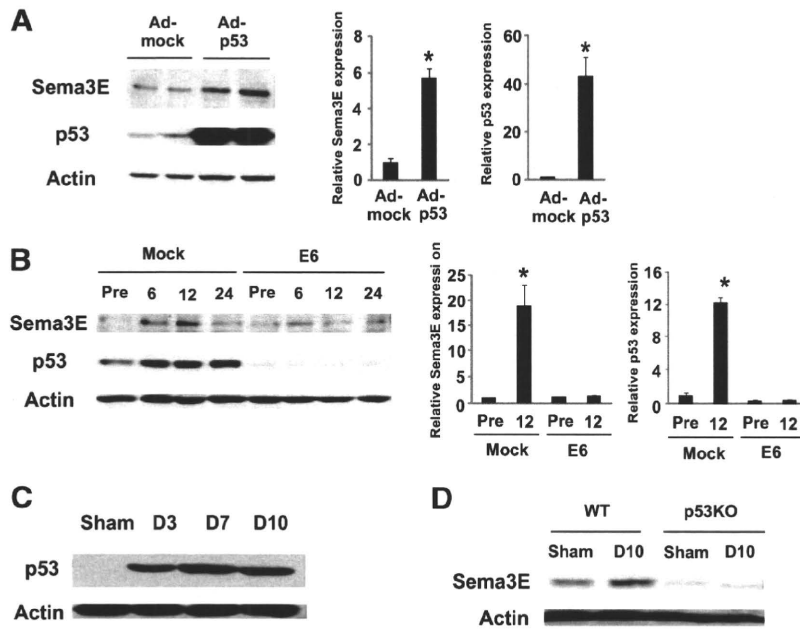 A
Ad-
mock
Ad-
p53
Sema3E
p53
Actin
Relative Sema3E expression
8
6
4
2
0
*
Ad-
mock
Ad-
p53
Relative p53 expression
60
40
20
0
*
Ad-
mock
Ad-
p53
B
Mock E6
Pre 6 12 24 Pre 6 12 24
Sema3E
p53
Actin
Relative Sema3E expression
25
20
15
10
5
0
*
Pre 12 Pre 12
Mock E6
Relative p53 expression
16
12
8
4
0
*
Pre 12 Pre 12
Mock E6
C
Sham D3 D7 D10
p53
Actin
D
WT p53KO
Sham D10 Sham D10
Sema3E
Actin